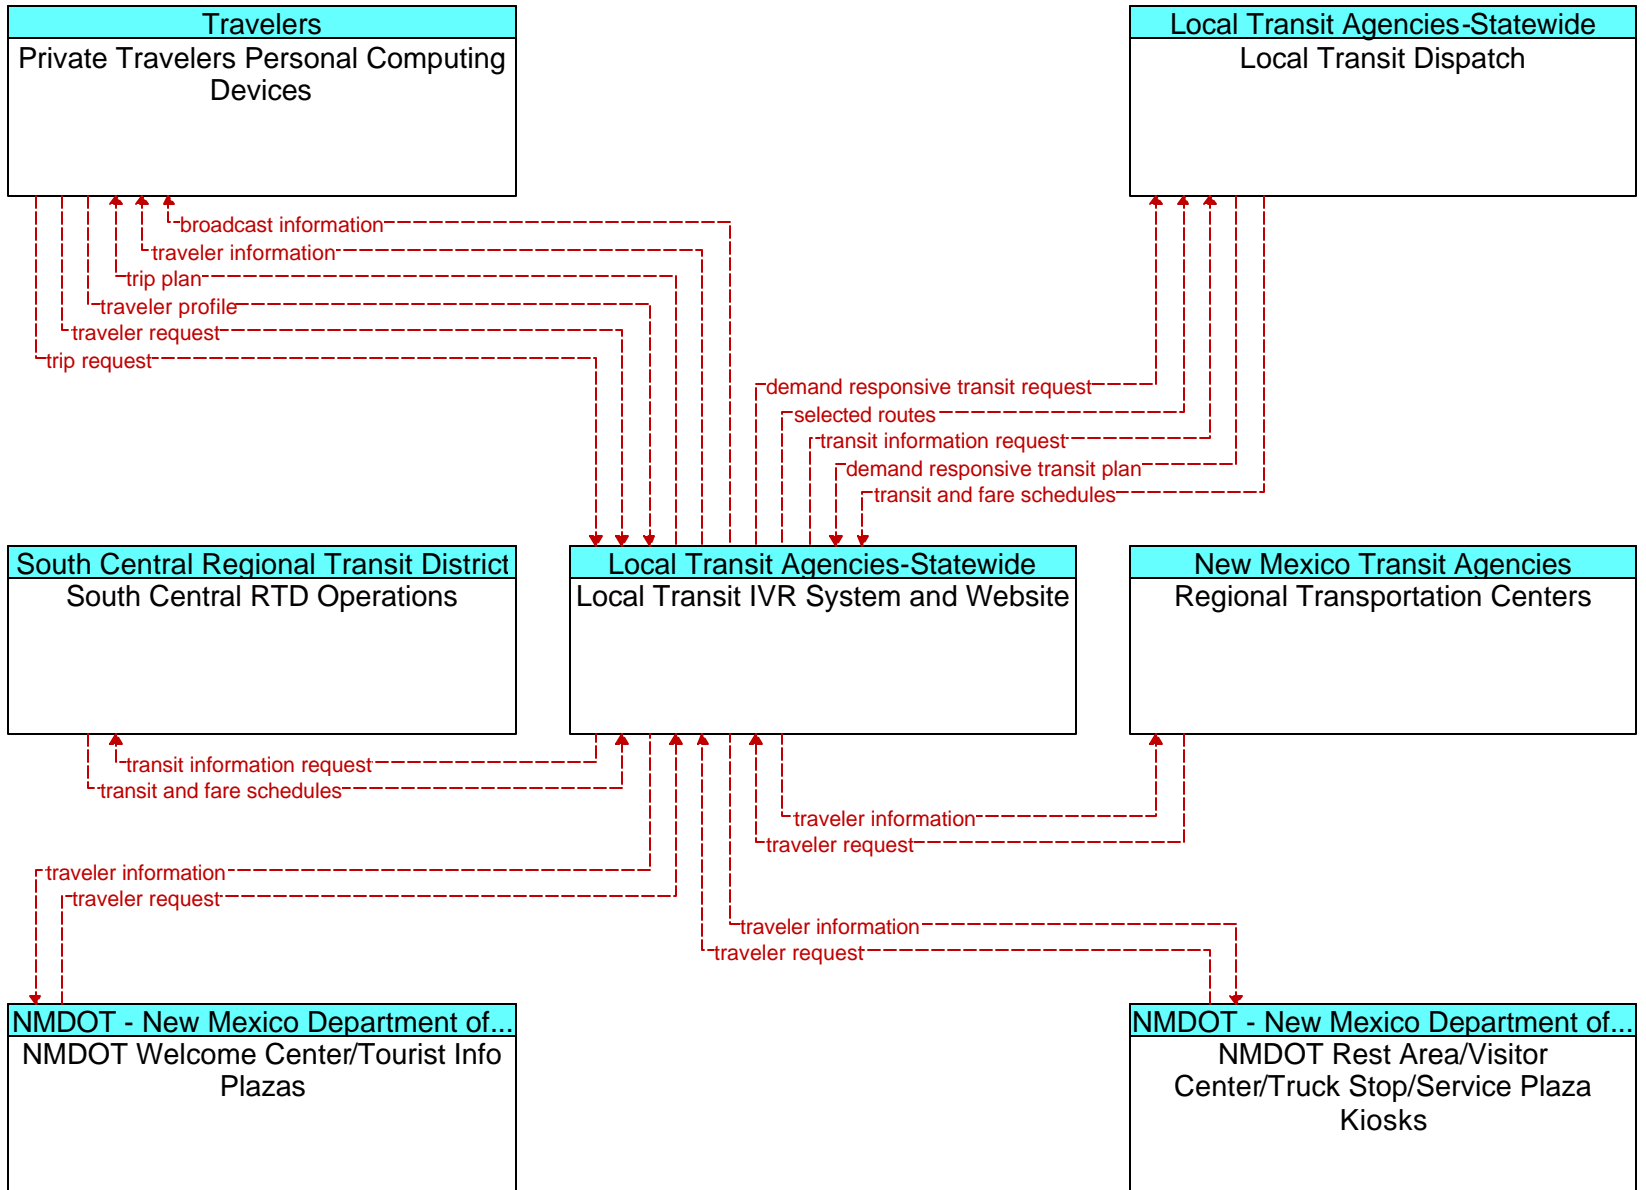 Travelers
Private Travelers Personal Computing
Devices
Local Transit Agencies-Statewide
Local Transit Dispatch
broadcast information
traveler information
trip plan
traveler profile
traveler request
trip request
demand responsive transit request
selected routes
transit information request
demand responsive transit plan
transit and fare schedules
South Central Regional Transit District
South Central RTD Operations
Local Transit Agencies-Statewide
Local Transit IVR System and Website
New Mexico Transit Agencies
Regional Transportation Centers
transit information request
transit and fare schedules
traveler information
traveler request
traveler information
traveler request
traveler information
traveler request
NMDOT - New Mexico Department of...
NMDOT Welcome Center/Tourist Info
Plazas
NMDOT - New Mexico Department of...
NMDOT Rest Area/Visitor
Center/Truck Stop/Service Plaza
Kiosks